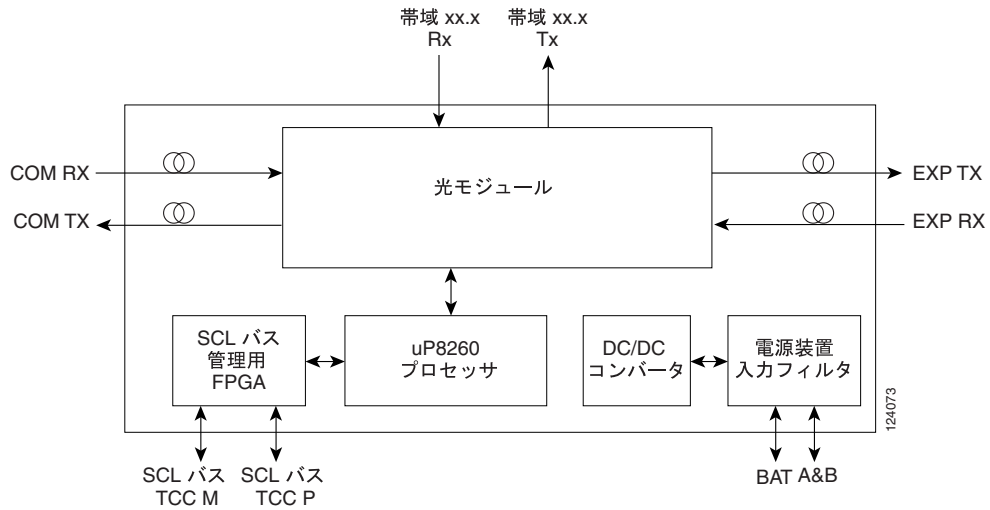 帯域 xx.x
Rx
帯域 xx.x
Tx
COM RX
COM TX
光モジュール
EXP TX
EXP RX
SCL バス
管理用
FPGA
uP8260
プロセッサ
DC/DC
コンバータ
電源装置
入力フィルタ
124073
SCL バス
TCC M
SCL バス
TCC P
BAT A&B